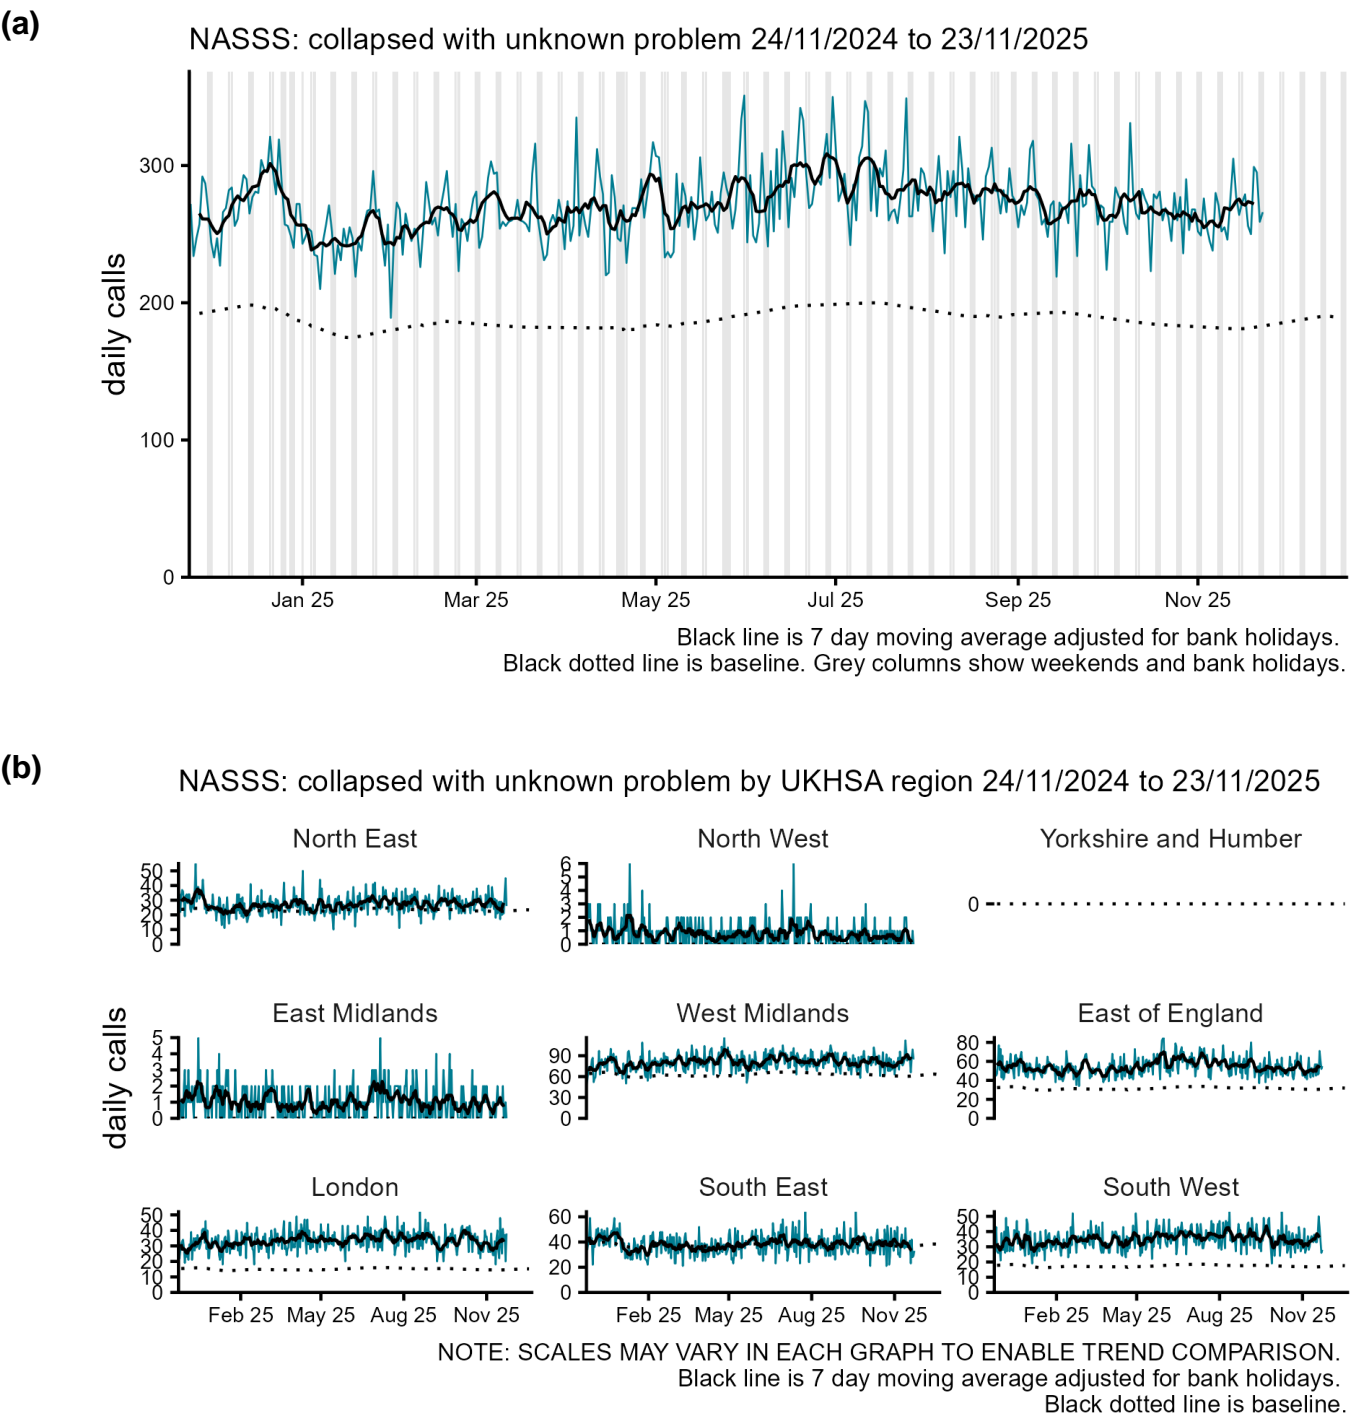 (a)
NASSS: collapsed with unknown problem 24/11/2024 to 23/11/2025
daily calls
300
200
100
0
Jan 25 Mar 25 May 25 Jul 25 Sep 25 Nov 25
Black line is 7 day moving average adjusted for bank holidays.
Black dotted line is baseline. Grey columns show weekends and bank holidays.
(b)
NASSS: collapsed with unknown problem by UKHSA region 24/11/2024 to 23/11/2025
daily calls
North East
50
40
30
20
10
0
North West
6
5
4
3
2
1
0
Yorkshire and Humber
0
East Midlands
5
4
3
2
1
0
West Midlands
90
60
30
0
East of England
80
60
40
20
0
London
50
40
30
20
10
0
Feb 25 May 25 Aug 25 Nov 25
South East
60
40
20
0
Feb 25 May 25 Aug 25 Nov 25
South West
50
40
30
20
10
0
Feb 25 May 25 Aug 25 Nov 25
NOTE: SCALES MAY VARY IN EACH GRAPH TO ENABLE TREND COMPARISON.
Black line is 7 day moving average adjusted for bank holidays.
Black dotted line is baseline.